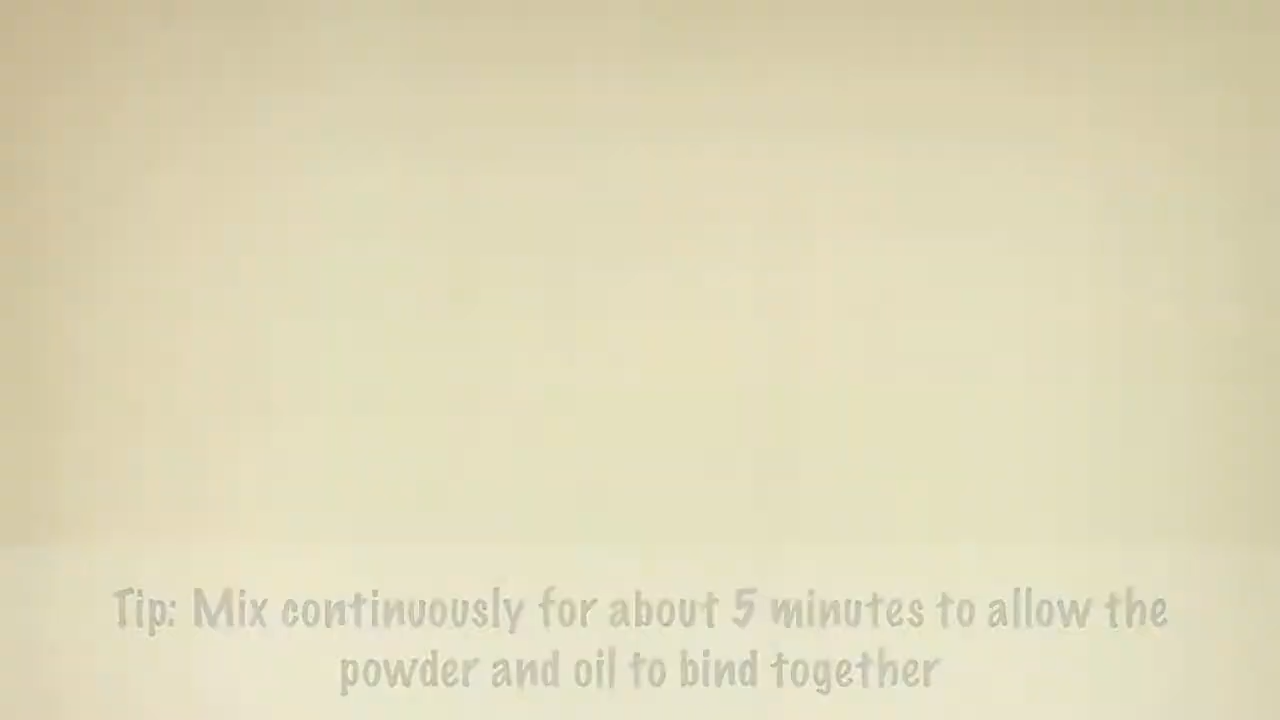 Tip: Mix continuously for about 5 minutes to allow the
powder and oil to bind together